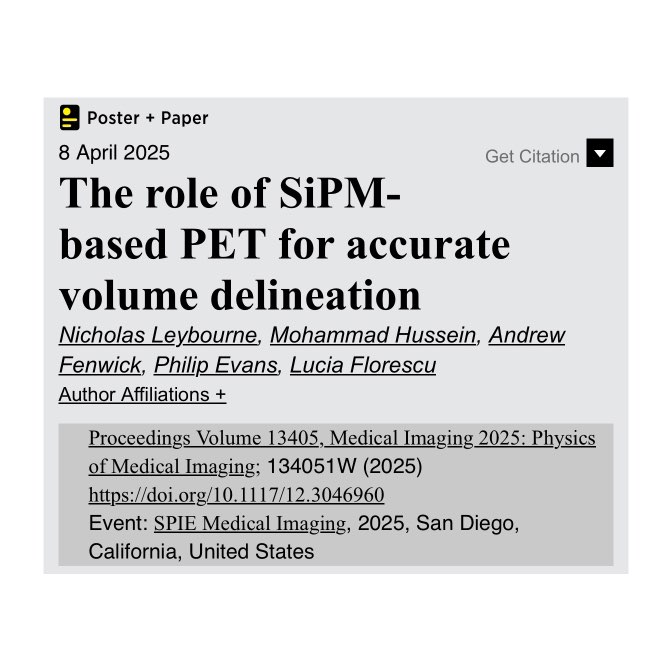 Poster + Paper
8 April 2025
Get Citation
The role of SiPM-
based PET for accurate
volume delineation
Nicholas Leybourne, Mohammad Hussein, Andrew
Fenwick, Philip Evans, Lucia Florescu
Author Affiliations +
Proceedings Volume 13405, Medical Imaging 2025: Physics
of Medical Imaging; 134051W (2025)
https://doi.org/10.1117/12.3046960
Event: SPIE Medical Imaging, 2025, San Diego,
California, United States